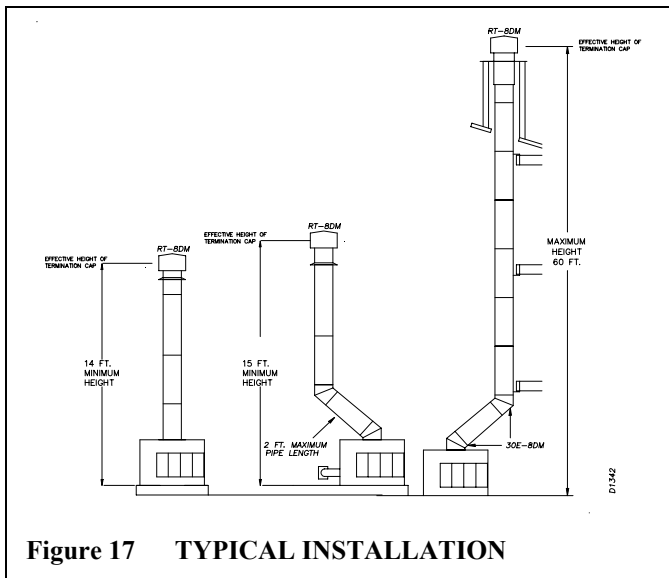 RT-8DM
EFFECTIVE HEIGHT OF
TERMINATION CAP
RT-8DM
EFFECTIVE HEIGHT OF
TERMINATION CAP
RT-8DM
EFFECTIVE HEIGHT OF
TERMINATION CAP
MAXIMUM
HEIGHT
60 FT.
14 FT.
MINIMUM
HEIGHT
15 FT.
MINIMUM
HEIGHT
2 FT. MAXIMUM
PIPE LENGTH
30E-8DM
D1342
Figure 17 TYPICAL INSTALLATION